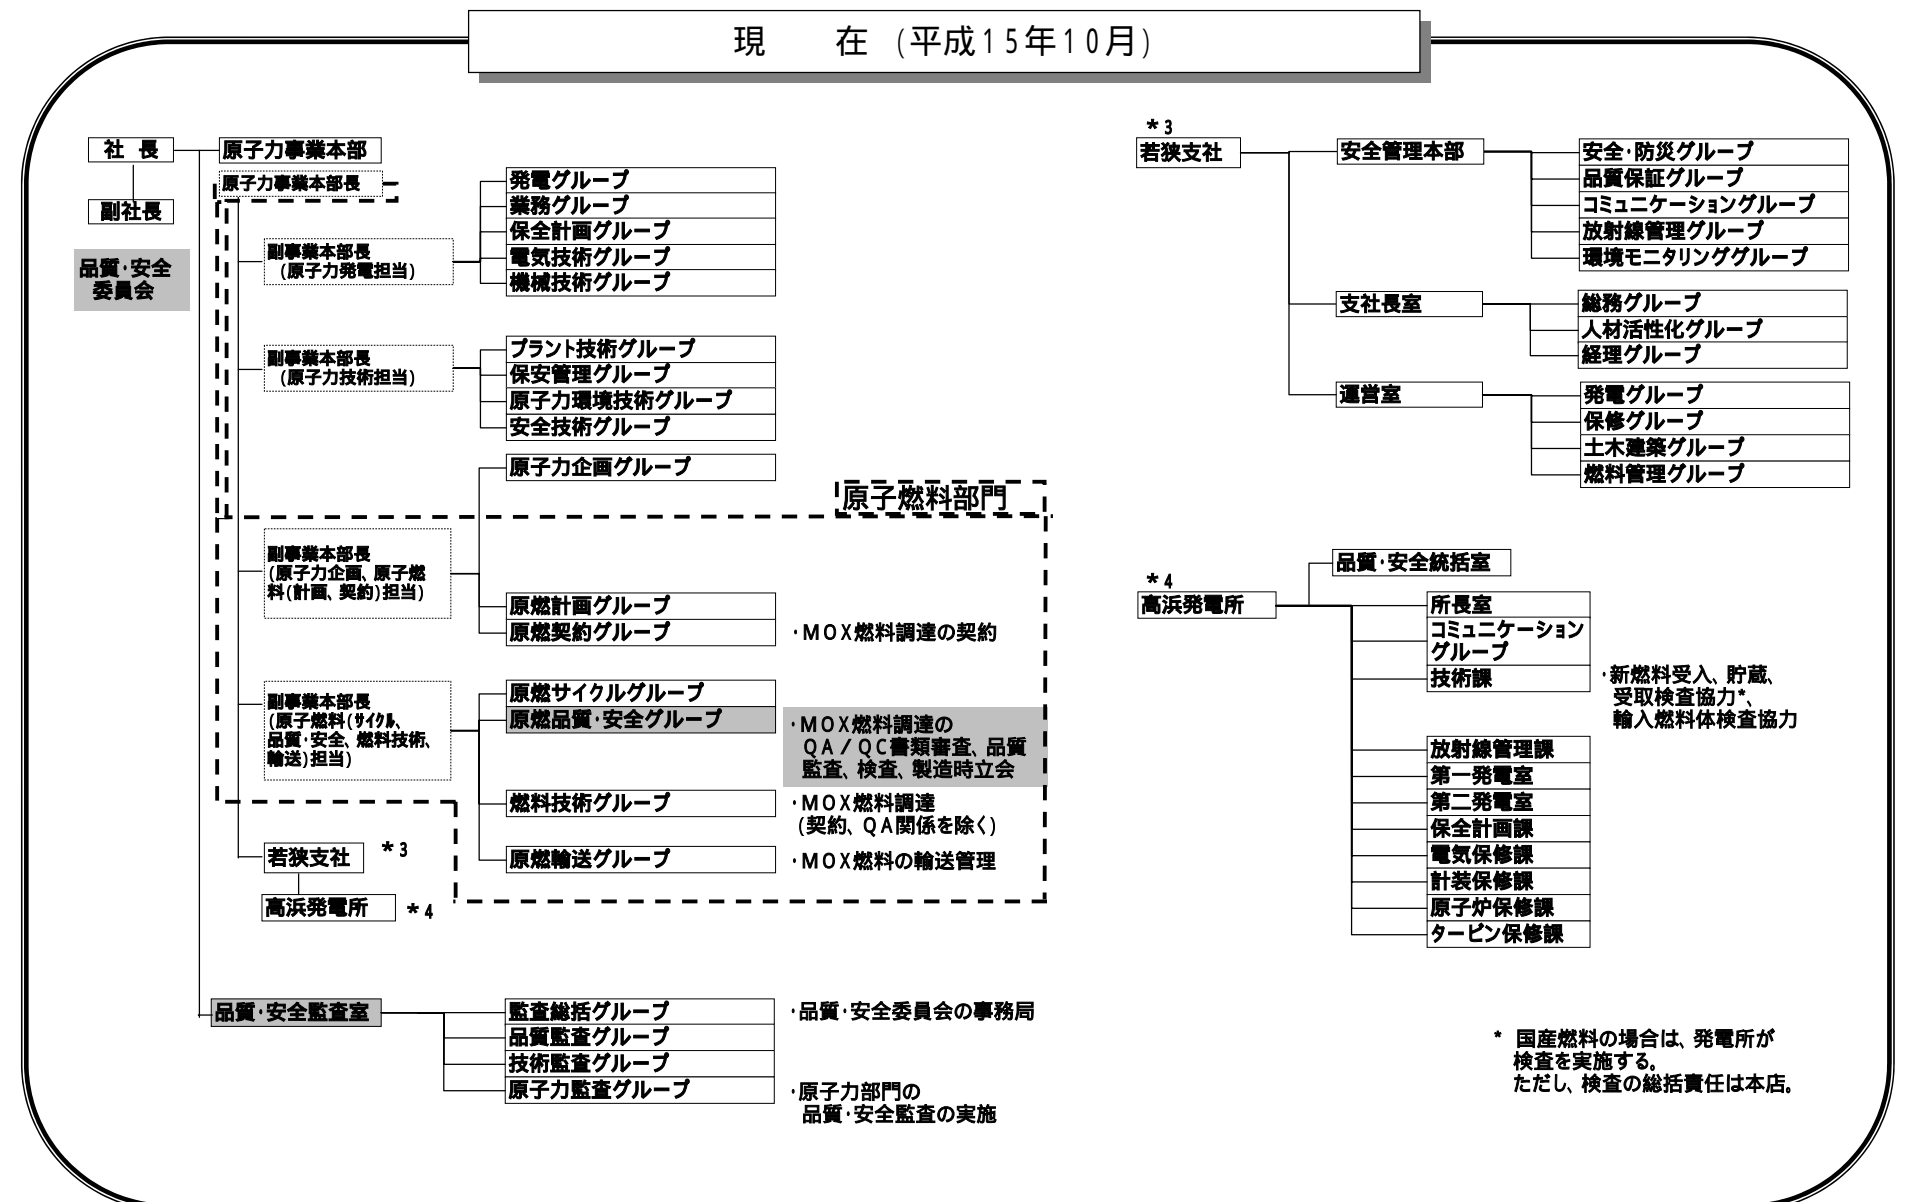 現　在 (平成15年10月)
社 長
副社長
品質・安全
委員会
原子力事業本部
原子力事業本部長
副事業本部長
(原子力発電担当)
発電グループ
業務グループ
保全計画グループ
電気技術グループ
機械技術グループ
副事業本部長
(原子力技術担当)
プラント技術グループ
保安管理グループ
原子力環境技術グループ
安全技術グループ
原子力企画グループ
原子燃料部門
副事業本部長
(原子力企画、原子燃
料(計画、契約)担当)
原燃計画グループ
原燃契約グループ
・MOX燃料調達の契約
副事業本部長
(原子燃料(サイクル、
品質・安全、燃料技術、
輸送)担当)
原燃サイクルグループ
原燃品質・安全グループ
・MOX燃料調達の
QA/QC書類審査、品質
監査、検査、製造時立会
燃料技術グループ
・MOX燃料調達
(契約、QA関係を除く)
原燃輸送グループ
・MOX燃料の輸送管理
若狭支社 *3
高浜発電所 *4
品質・安全監査室
監査総括グループ
・品質・安全委員会の事務局
品質監査グループ
技術監査グループ
原子力監査グループ
・原子力部門の
品質・安全監査の実施
*3
若狭支社
安全管理本部
安全・防災グループ
品質保証グループ
コミュニケーショングループ
放射線管理グループ
環境モニタリンググループ
支社長室
総務グループ
人材活性化グループ
経理グループ
運営室
発電グループ
保修グループ
土木建築グループ
燃料管理グループ
*4
高浜発電所
品質・安全統括室
所長室
コミュニケーション
グループ
技術課
・新燃料受入、貯蔵、
受取検査協力*、
輸入燃料体検査協力
放射線管理課
第一発電室
第二発電室
保全計画課
電気保修課
計装保修課
原子炉保修課
タービン保修課
* 国産燃料の場合は、発電所が
検査を実施する。
ただし、検査の総括責任は本店。